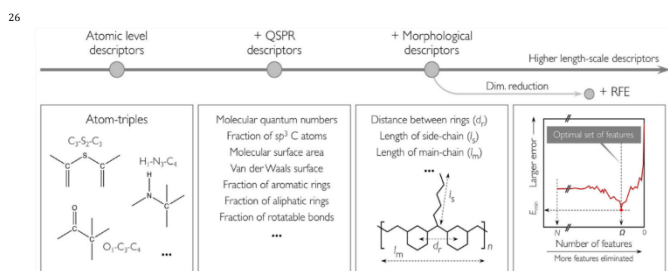 26
Atomic level
descriptors
+ QSPR
descriptors
+ Morphological
descriptors
Higher length-scale descriptors
Dim. reduction
+ RFE
Atom-triples
C₃-S₂-C₃
H₁-N₃-C₄
O₁-C₃-C₄
...
Molecular quantum numbers
Fraction of sp³ C atoms
Molecular surface area
Van der Waals surface
Fraction of aromatic rings
Fraction of aliphatic rings
Fraction of rotatable bonds
...
Distance between rings (dᵣ)
Length of side-chain (lₛ)
Length of main-chain (lₘ)
...
lₛ
dᵣ
lₘ
n
Optimal set of features
Larger error
Eₘᵢₙ
N
Ω
0
Number of features
More features eliminated
S
H
N
O